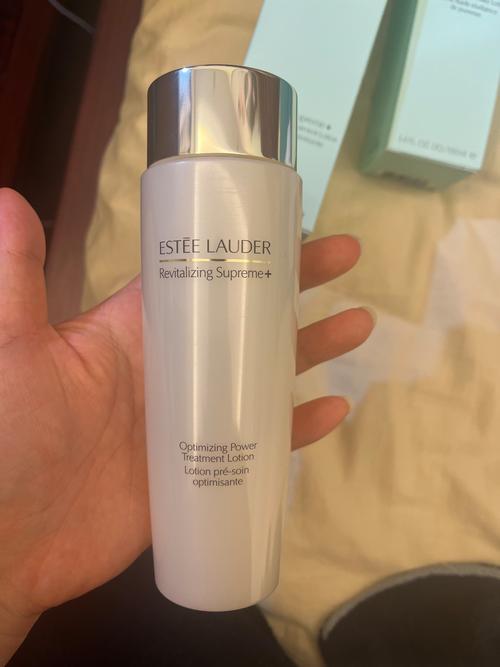 ESTĒE LAUDER
Revitalizing Supreme+
Optimizing Power
Treatment Lotion
Lotion pré-soin
optimisante